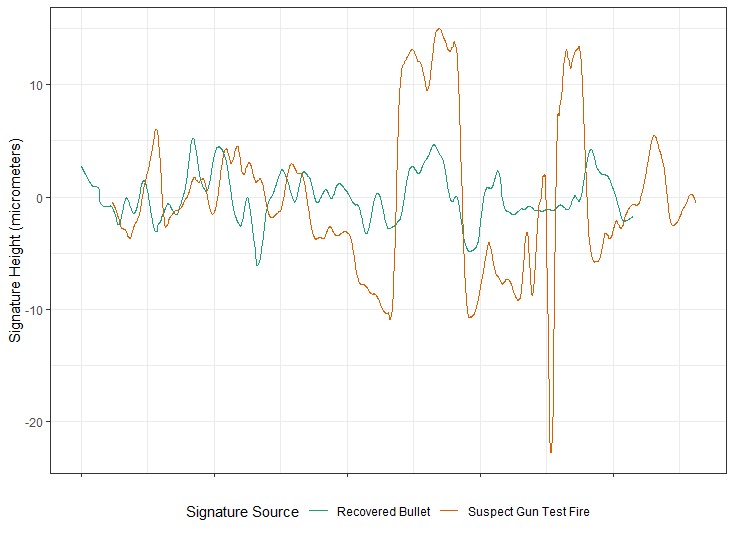 Signature Height (micrometers)
10
0
-10
-20
Signature Source
Recovered Bullet
Suspect Gun Test Fire